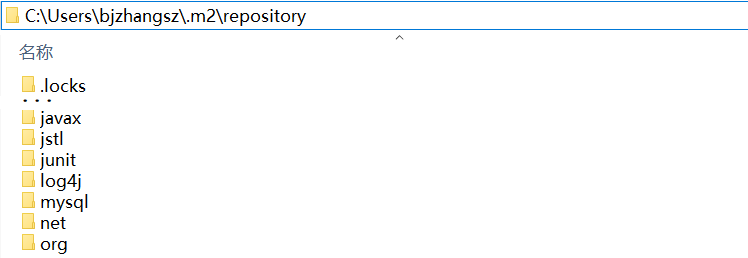 C:\Users\bjzhangsz\.m2\repository
名称
.locks
...
javax
jstl
junit
log4j
mysql
net
org